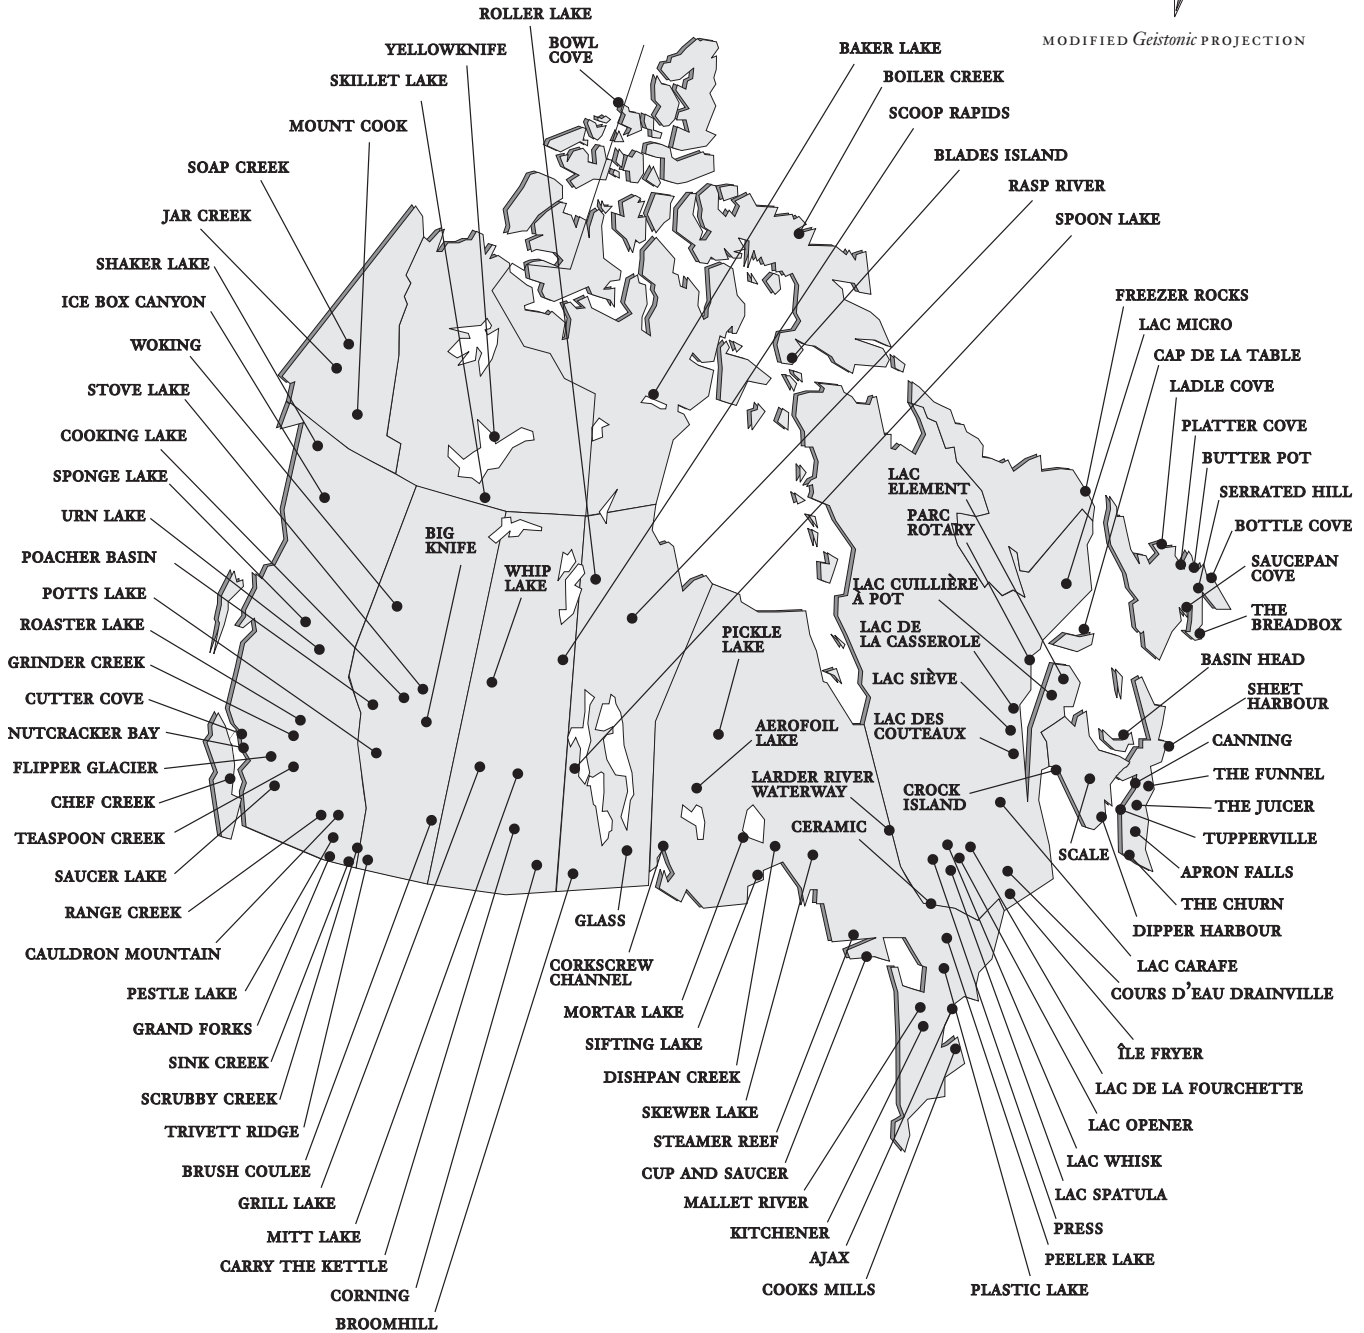 ROLLER LAKE
MODIFIED Geistonic PROJECTION
YELLOWKNIFE
BOWL
COVE
BAKER LAKE
SKILLET LAKE
BOILER CREEK
MOUNT COOK
SCOOP RAPIDS
SOAP CREEK
BLADES ISLAND
RASP RIVER
JAR CREEK
SPOON LAKE
SHAKER LAKE
ICE BOX CANYON
FREEZER ROCKS
LAC MICRO
WOKING
CAP DE LA TABLE
STOVE LAKE
LADLE COVE
COOKING LAKE
PLATTER COVE
BUTTER POT
SPONGE LAKE
LAC
ELEMENT
SERRATED HILL
URN LAKE
PARC
ROTARY
BOTTLE COVE
BIG
KNIFE
POACHER BASIN
SAUCEPAN
COVE
WHIP
LAKE
LAC CUILLIÈRE
À POT
POTTS LAKE
THE
BREADBOX
ROASTER LAKE
PICKLE
LAKE
LAC DE
LA CASSEROLE
GRINDER CREEK
BASIN HEAD
LAC SIÈVE
CUTTER COVE
SHEET
HARBOUR
NUTCRACKER BAY
AEROFOIL
LAKE
LAC DES
COUTEAUX
CANNING
FLIPPER GLACIER
LARDER RIVER
WATERWAY
CROCK
ISLAND
THE FUNNEL
CHEF CREEK
THE JUICER
CERAMIC
TEASPOON CREEK
SCALE
TUPPERVILLE
SAUCER LAKE
APRON FALLS
RANGE CREEK
GLASS
THE CHURN
DIPPER HARBOUR
CAULDRON MOUNTAIN
CORKSCREW
CHANNEL
LAC CARAFE
PESTLE LAKE
COURS D'EAU DRAINVILLE
MORTAR LAKE
GRAND FORKS
SIFTING LAKE
ÎLE FRYER
SINK CREEK
DISHPAN CREEK
LAC DE LA FOURCHETTE
SCRUBBY CREEK
SKEWER LAKE
LAC OPENER
TRIVETT RIDGE
STEAMER REEF
LAC WHISK
BRUSH COULEE
CUP AND SAUCER
LAC SPATULA
GRILL LAKE
MALLET RIVER
PRESS
MITT LAKE
KITCHENER
PEELER LAKE
CARRY THE KETTLE
AJAX
CORNING
COOKS MILLS
PLASTIC LAKE
BROOMHILL